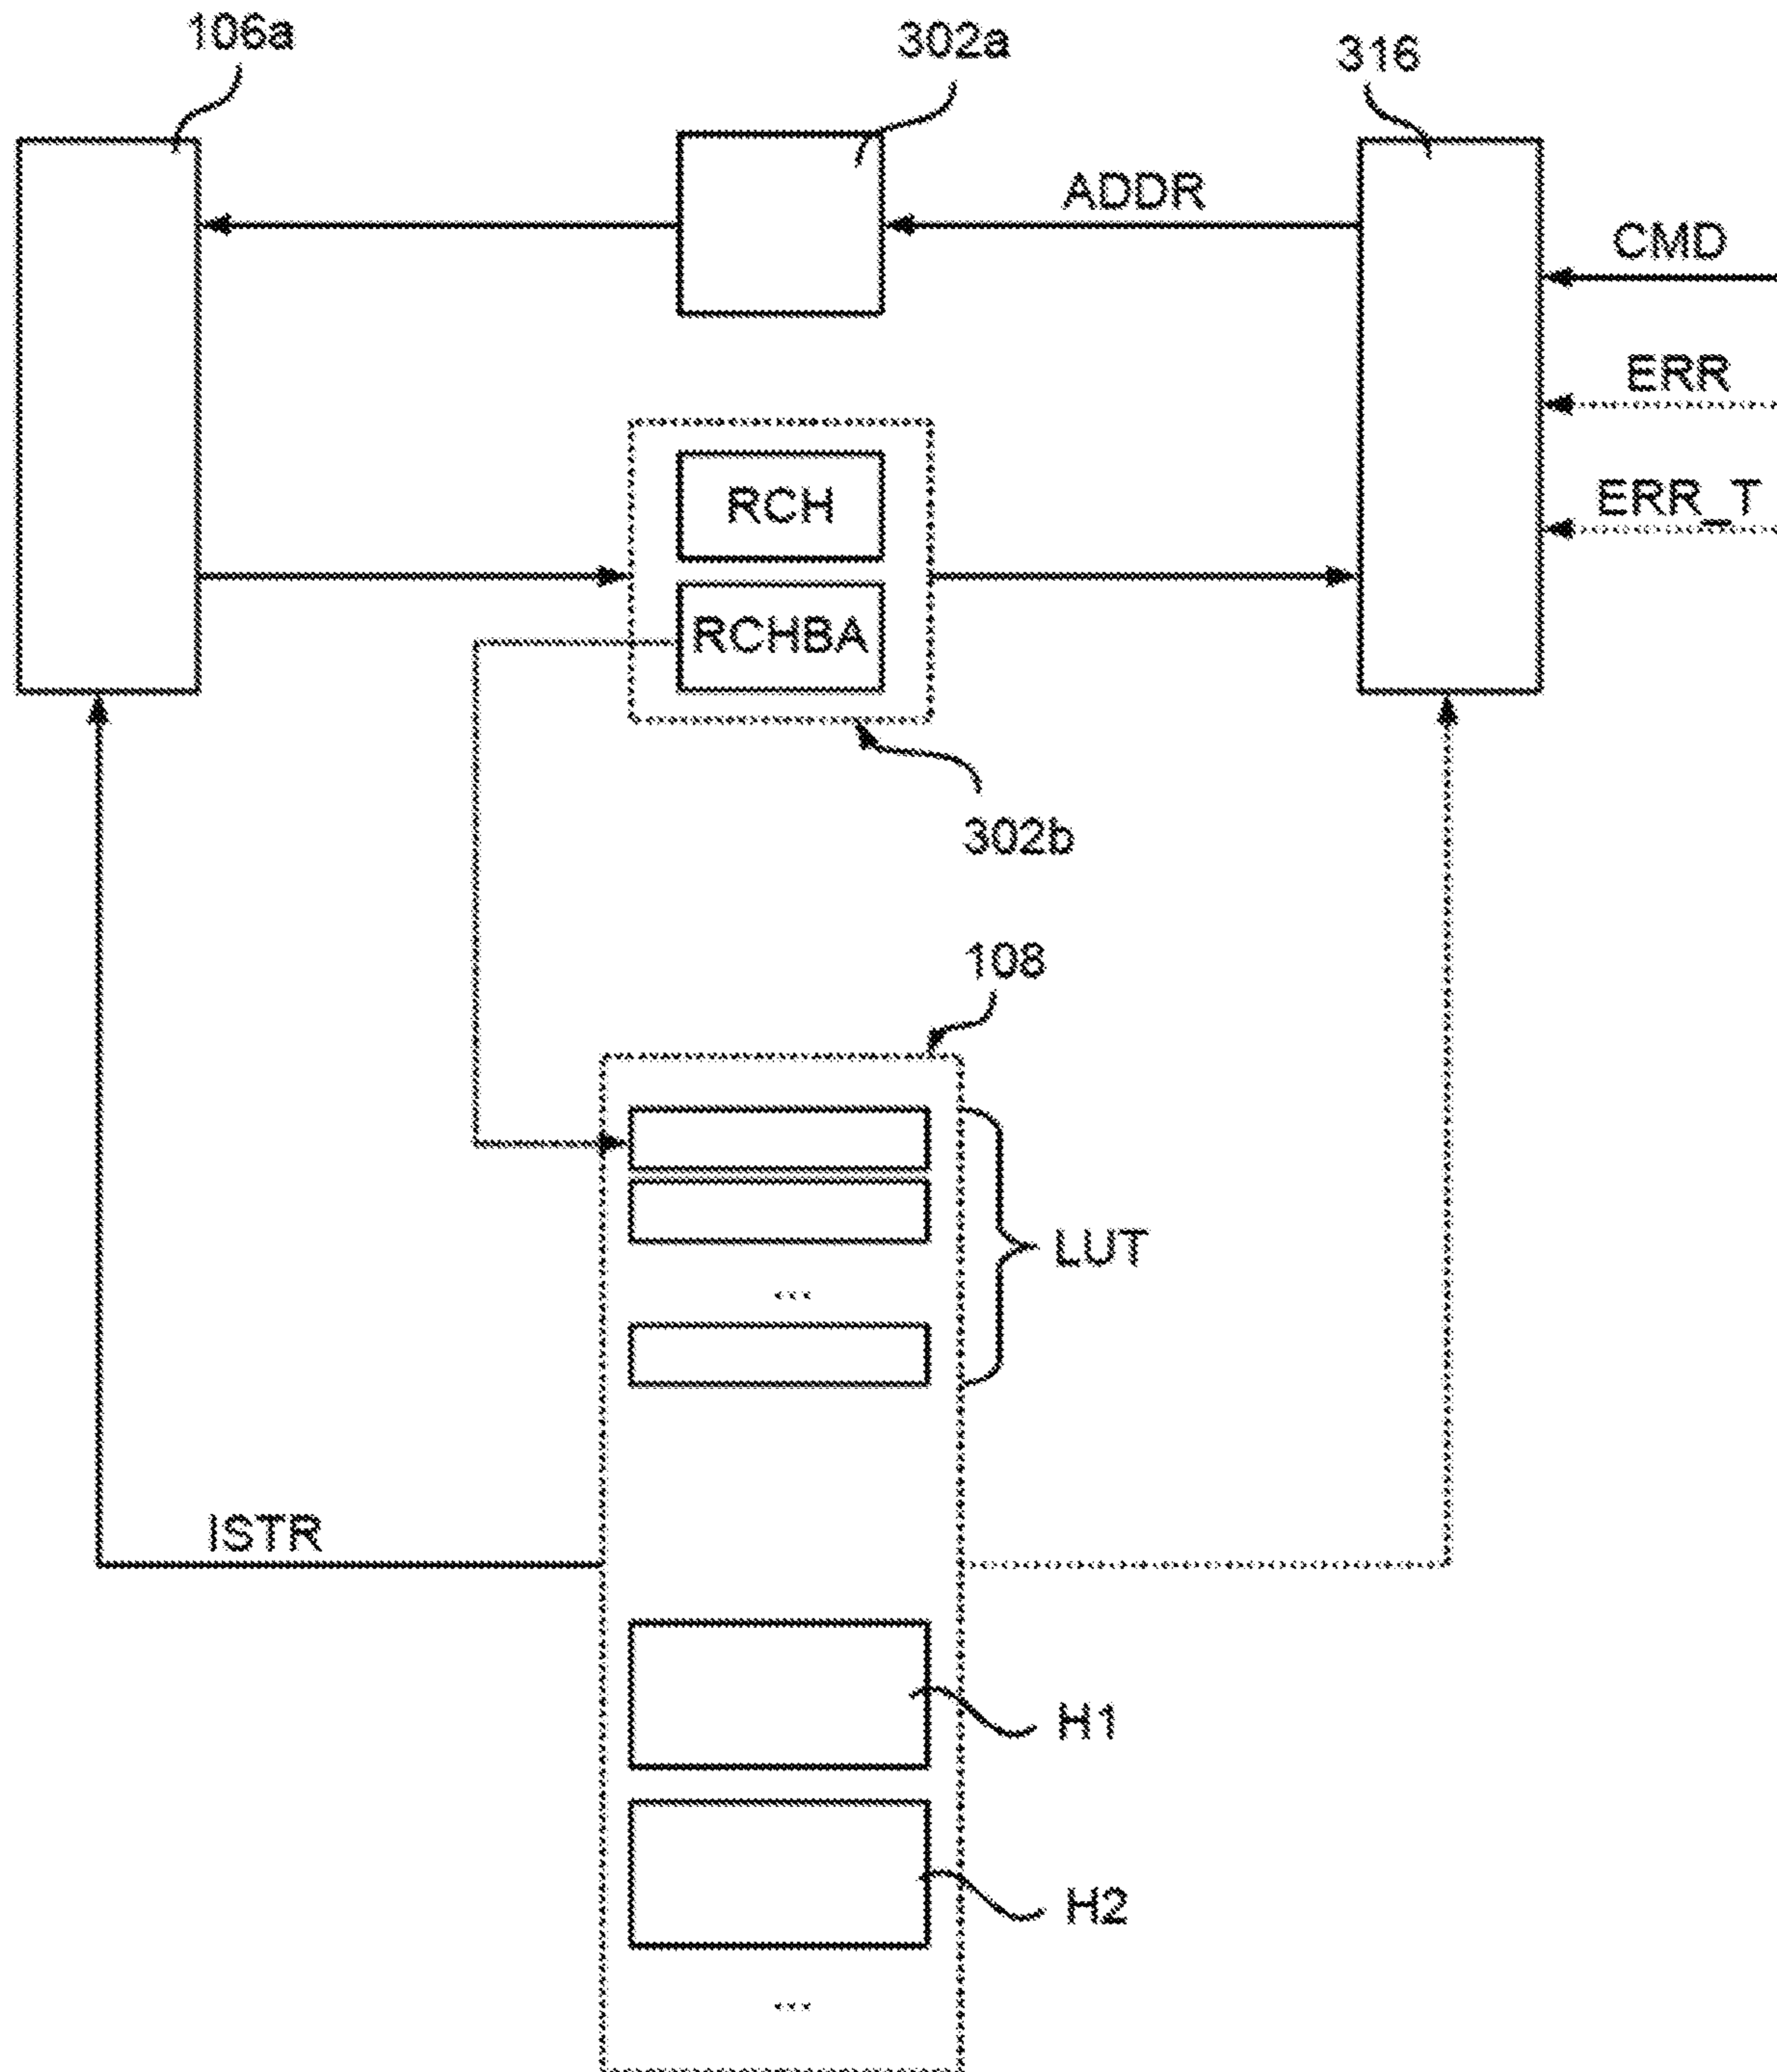 106a
302a
316
ADDR
CMD
ERR
RCH
ERR_T
RCHBA
302b
108
LUT
...
ISTR
H1
H2
...